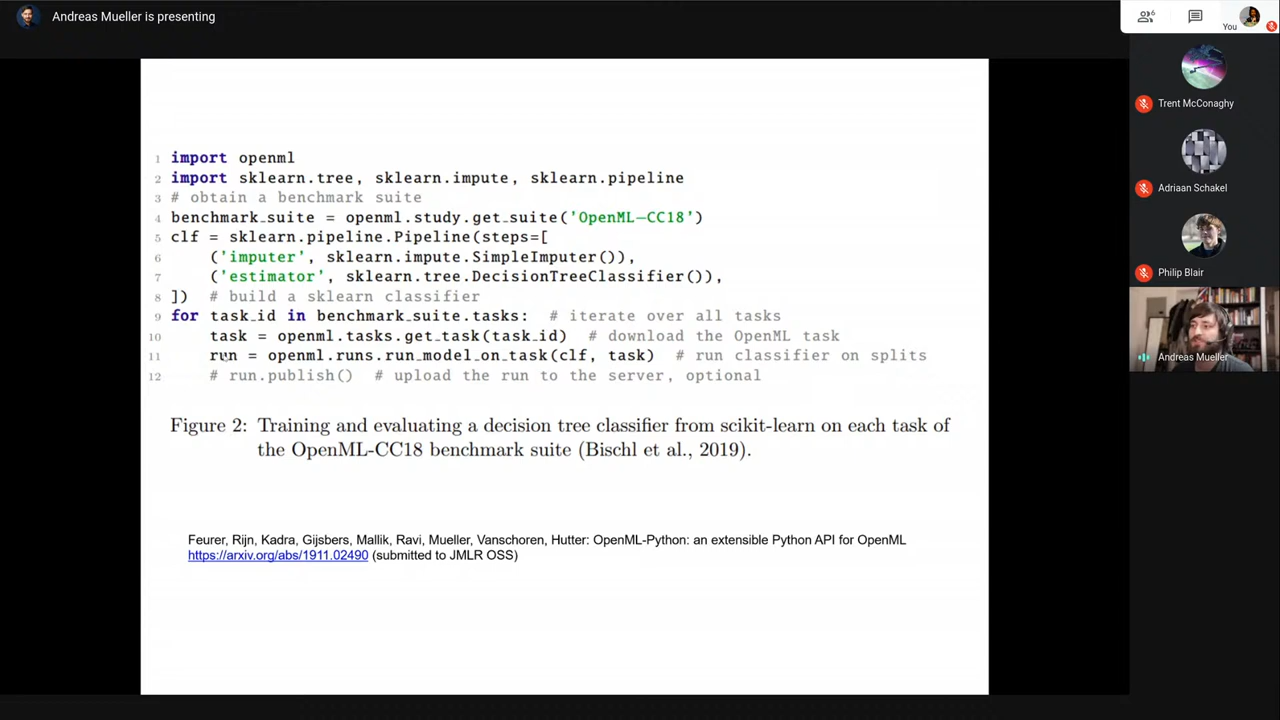 Andreas Mueller is presenting
6
You
Trent McConaghy
Adriaan Schakel
Philip Blair
Andreas Mueller
1 import openml
2 import sklearn.tree, sklearn.impute, sklearn.pipeline
3 # obtain a benchmark suite
4 benchmark_suite = openml.study.get_suite('OpenML−CC18')
5 clf = sklearn.pipeline.Pipeline(steps=[
6 ('imputer', sklearn.impute.SimpleImputer()),
7 ('estimator', sklearn.tree.DecisionTreeClassifier()),
8 ]) # build a sklearn classifier
9 for task_id in benchmark_suite.tasks: # iterate over all tasks
10 task = openml.tasks.get_task(task_id) # download the OpenML task
11 run = openml.runs.run_model_on_task(clf, task) # run classifier on splits
12 # run.publish() # upload the run to the server, optional
Figure 2: Training and evaluating a decision tree classifier from scikit-learn on each task of
the OpenML-CC18 benchmark suite (Bischl et al., 2019).
Feurer, Rijn, Kadra, Gijsbers, Mallik, Ravi, Mueller, Vanschoren, Hutter: OpenML-Python: an extensible Python API for OpenML
https://arxiv.org/abs/1911.02490 (submitted to JMLR OSS)